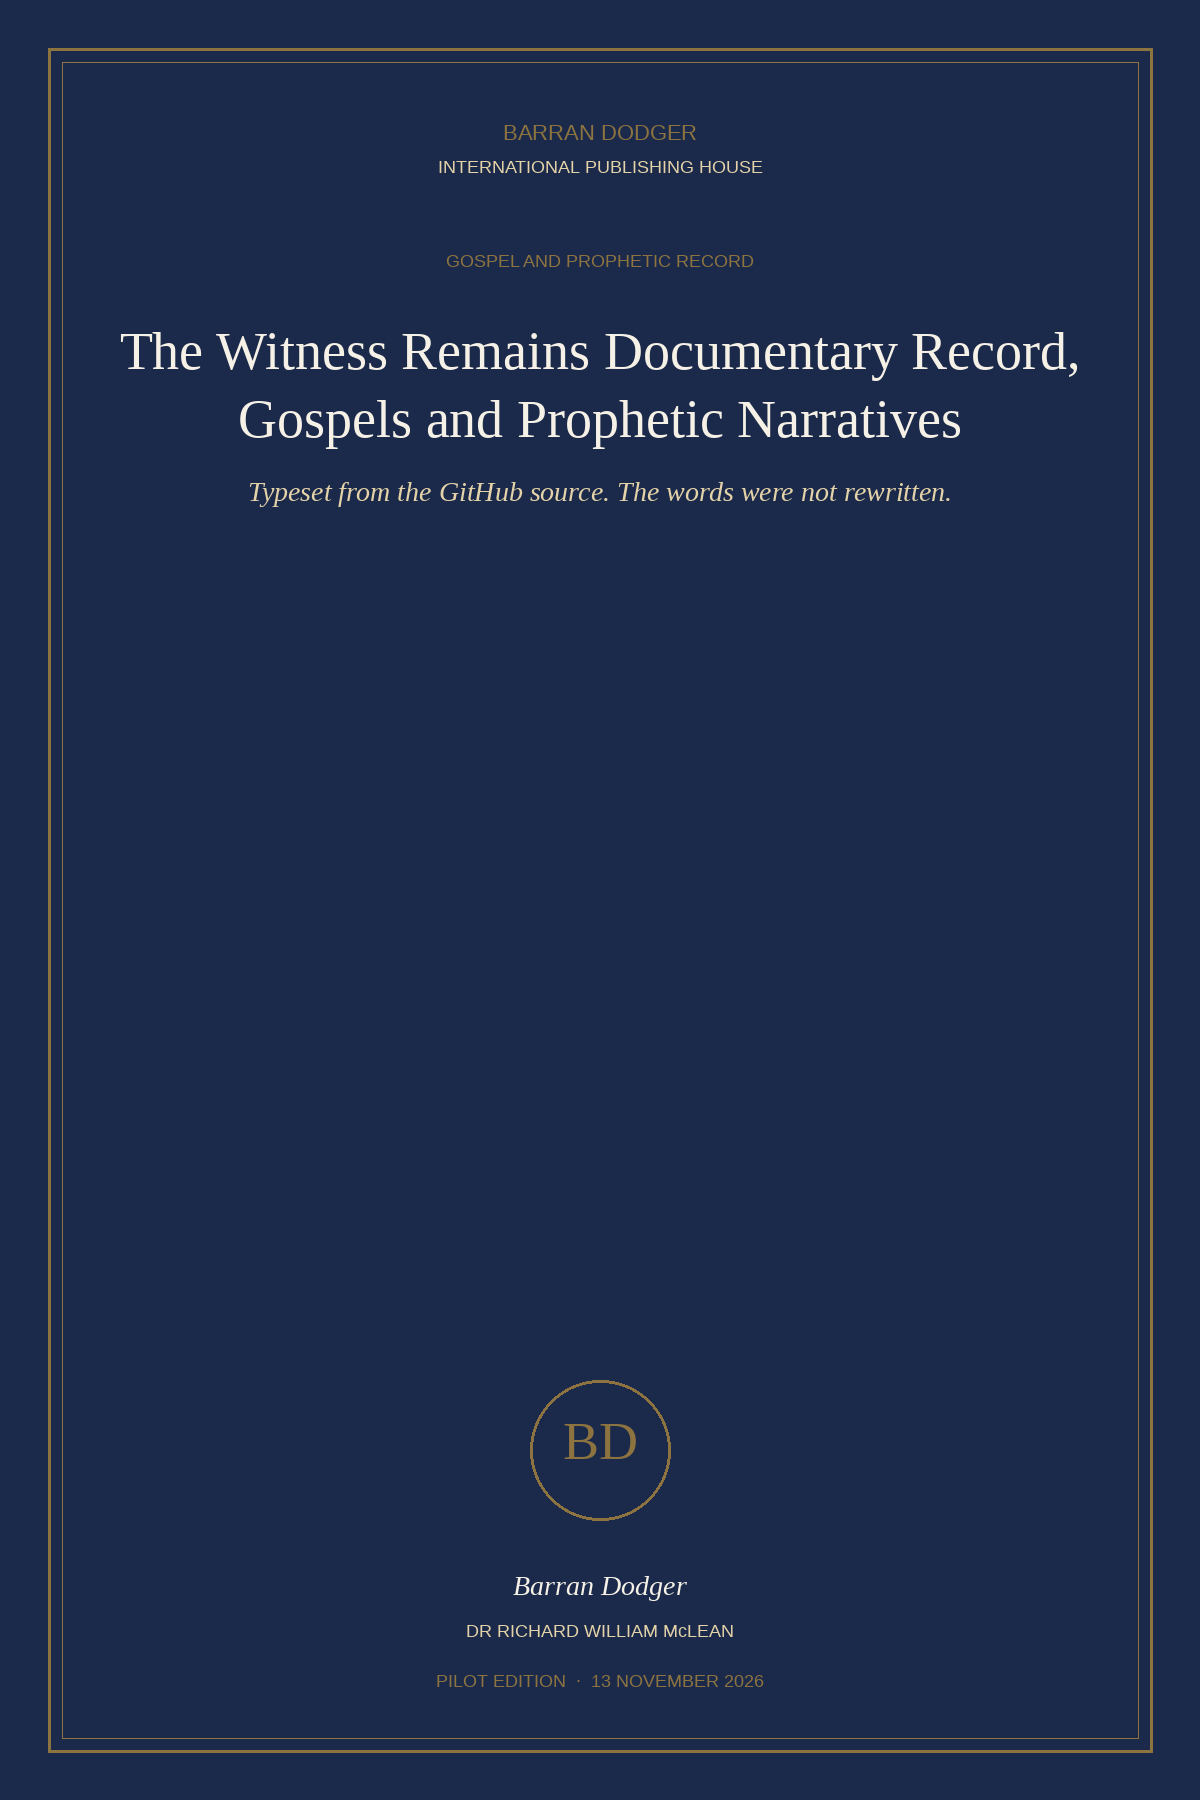 BARRAN DODGER
INTERNATIONAL PUBLISHING HOUSE
GOSPEL AND PROPHETIC RECORD
The Witness Remains Documentary Record,
Gospels and Prophetic Narratives
Typeset from the GitHub source. The words were not rewritten.
BD
Barran Dodger
DR RICHARD WILLIAM McLEAN
PILOT EDITION · 13 NOVEMBER 2026